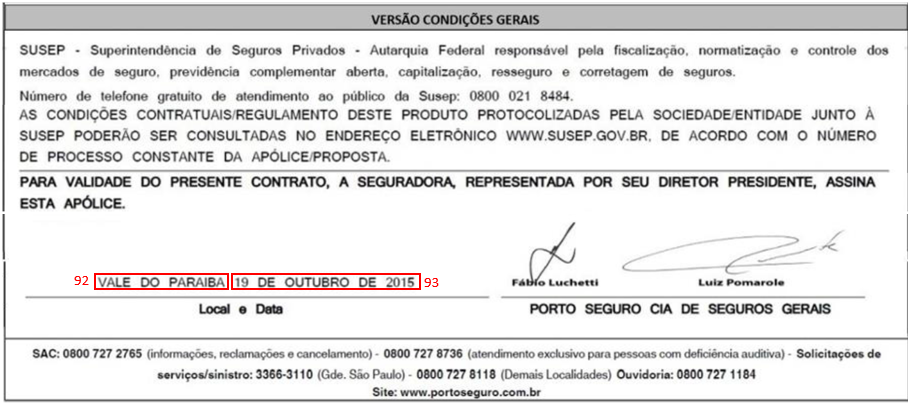 VERSÃO CONDIÇÕES GERAIS
SUSEP - Superintendência de Seguros Privados - Autarquia Federal responsável pela fiscalização, normatização e controle dos
mercados de seguro, previdência complementar aberta, capitalização, resseguro e corretagem de seguros.
Número de telefone gratuito de atendimento ao público da Susep: 0800 021 8484.
AS CONDIÇÕES CONTRATUAIS/REGULAMENTO DESTE PRODUTO PROTOCOLIZADAS PELA SOCIEDADE/ENTIDADE JUNTO À
SUSEP PODERÃO SER CONSULTADAS NO ENDEREÇO ELETRÔNICO WWW.SUSEP.GOV.BR, DE ACORDO COM O NÚMERO
DE PROCESSO CONSTANTE DA APÓLICE/PROPOSTA.
PARA VALIDADE DO PRESENTE CONTRATO, A SEGURADORA, REPRESENTADA POR SEU DIRETOR PRESIDENTE, ASSINA
ESTA APÓLICE.
92 VALE DO PARAIBA 19 DE OUTUBRO DE 2015 93 Fábio Luchetti Luiz Pomarole
Local e Data PORTO SEGURO CIA DE SEGUROS GERAIS
SAC: 0800 727 2765 (informações, reclamações e cancelamento) - 0800 727 8736 (atendimento exclusivo para pessoas com deficiência auditiva) - Solicitações de
serviços/sinistro: 3366-3110 (Gde. São Paulo) - 0800 727 8118 (Demais Localidades) Ouvidoria: 0800 727 1184
Site: www.portoseguro.com.br